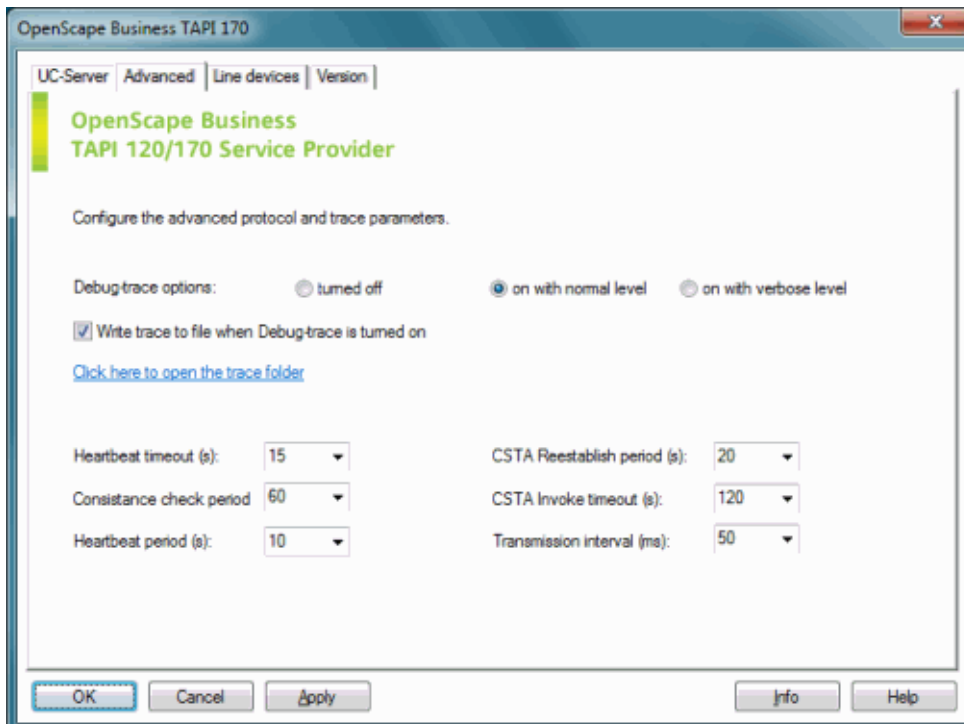 OpenScape Business TAPI 170
UC-Server Advanced Line devices Version
OpenScape Business
TAPI 120/170 Service Provider
Configure the advanced protocol and trace parameters.
Debug-trace options: turned off on with normal level on with verbose level
Write trace to file when Debug-trace is turned on
Click here to open the trace folder
Heartbeat timeout (s): 15 CSTA Reestablish period (s): 20
Consistance check period 60 CSTA Invoke timeout (s): 120
Heartbeat period (s): 10 Transmission interval (ms): 50
OK Cancel Apply Info Help